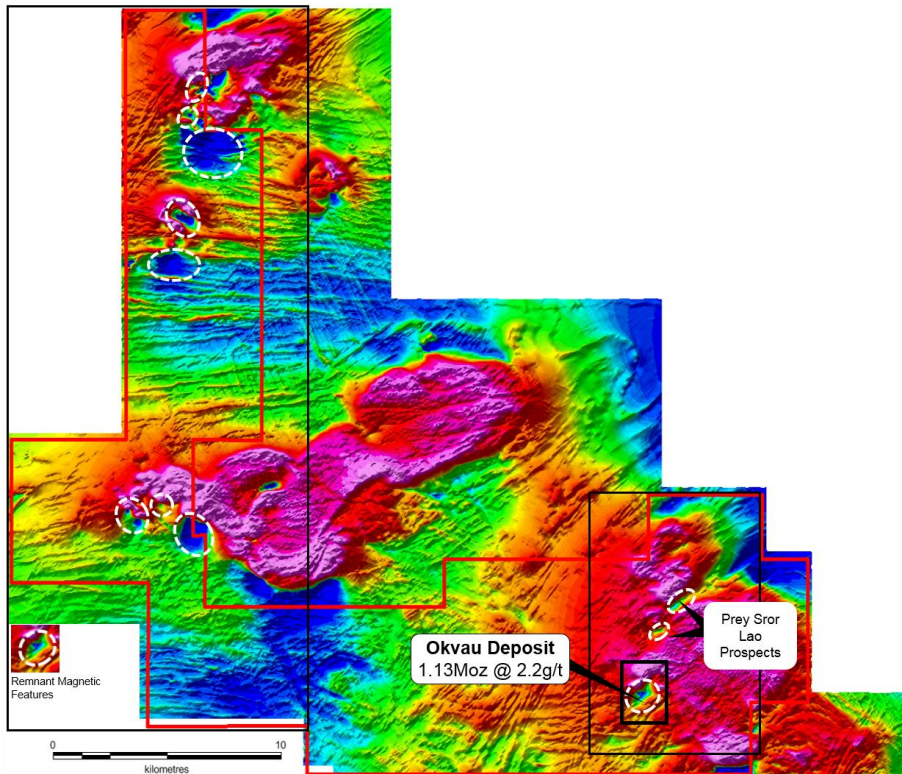 Okvau Deposit
1.13Moz @ 2.2g/t
Prey Sror
Lao
Prospects
Remnant Magnetic
Features
0
10
kilometres